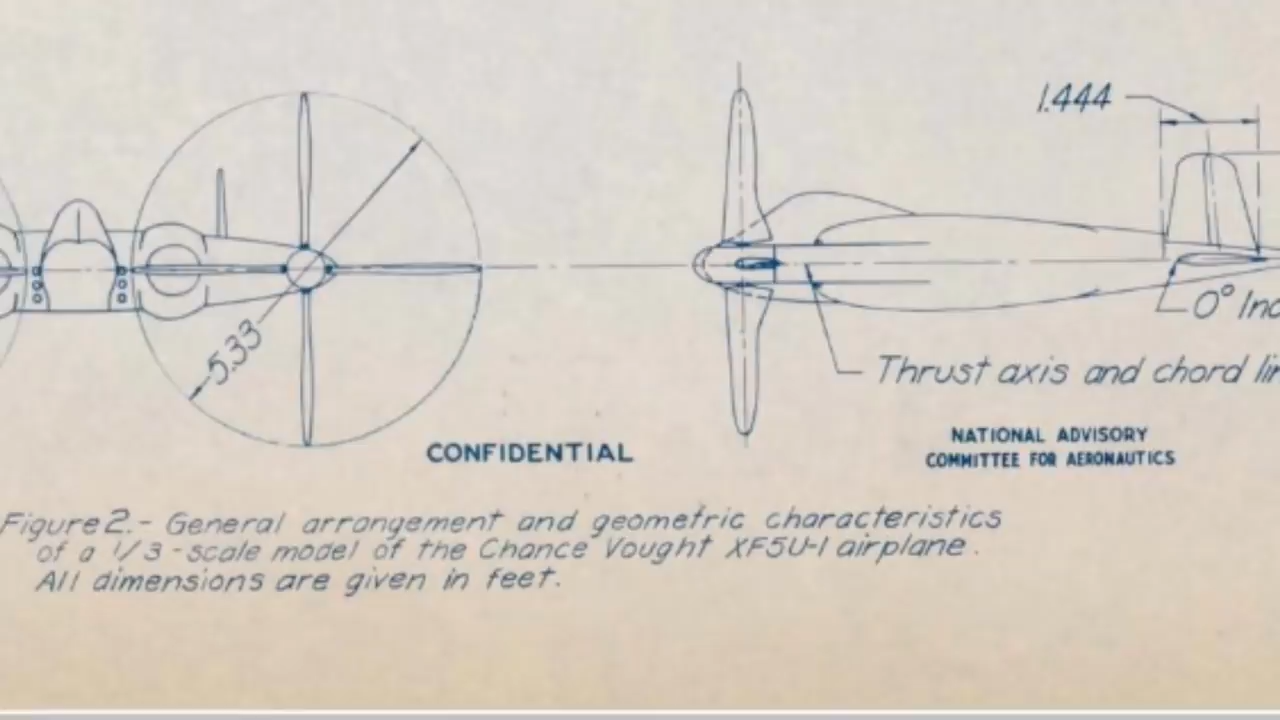 1.444
5.33
0° Inc
Thrust axis and chord lin
CONFIDENTIAL
NATIONAL ADVISORY
COMMITTEE FOR AERONAUTICS
Figure 2.- General arrangement and geometric characteristics
of a 1/3-scale model of the Chance Vought XF5U-1 airplane.
All dimensions are given in feet.